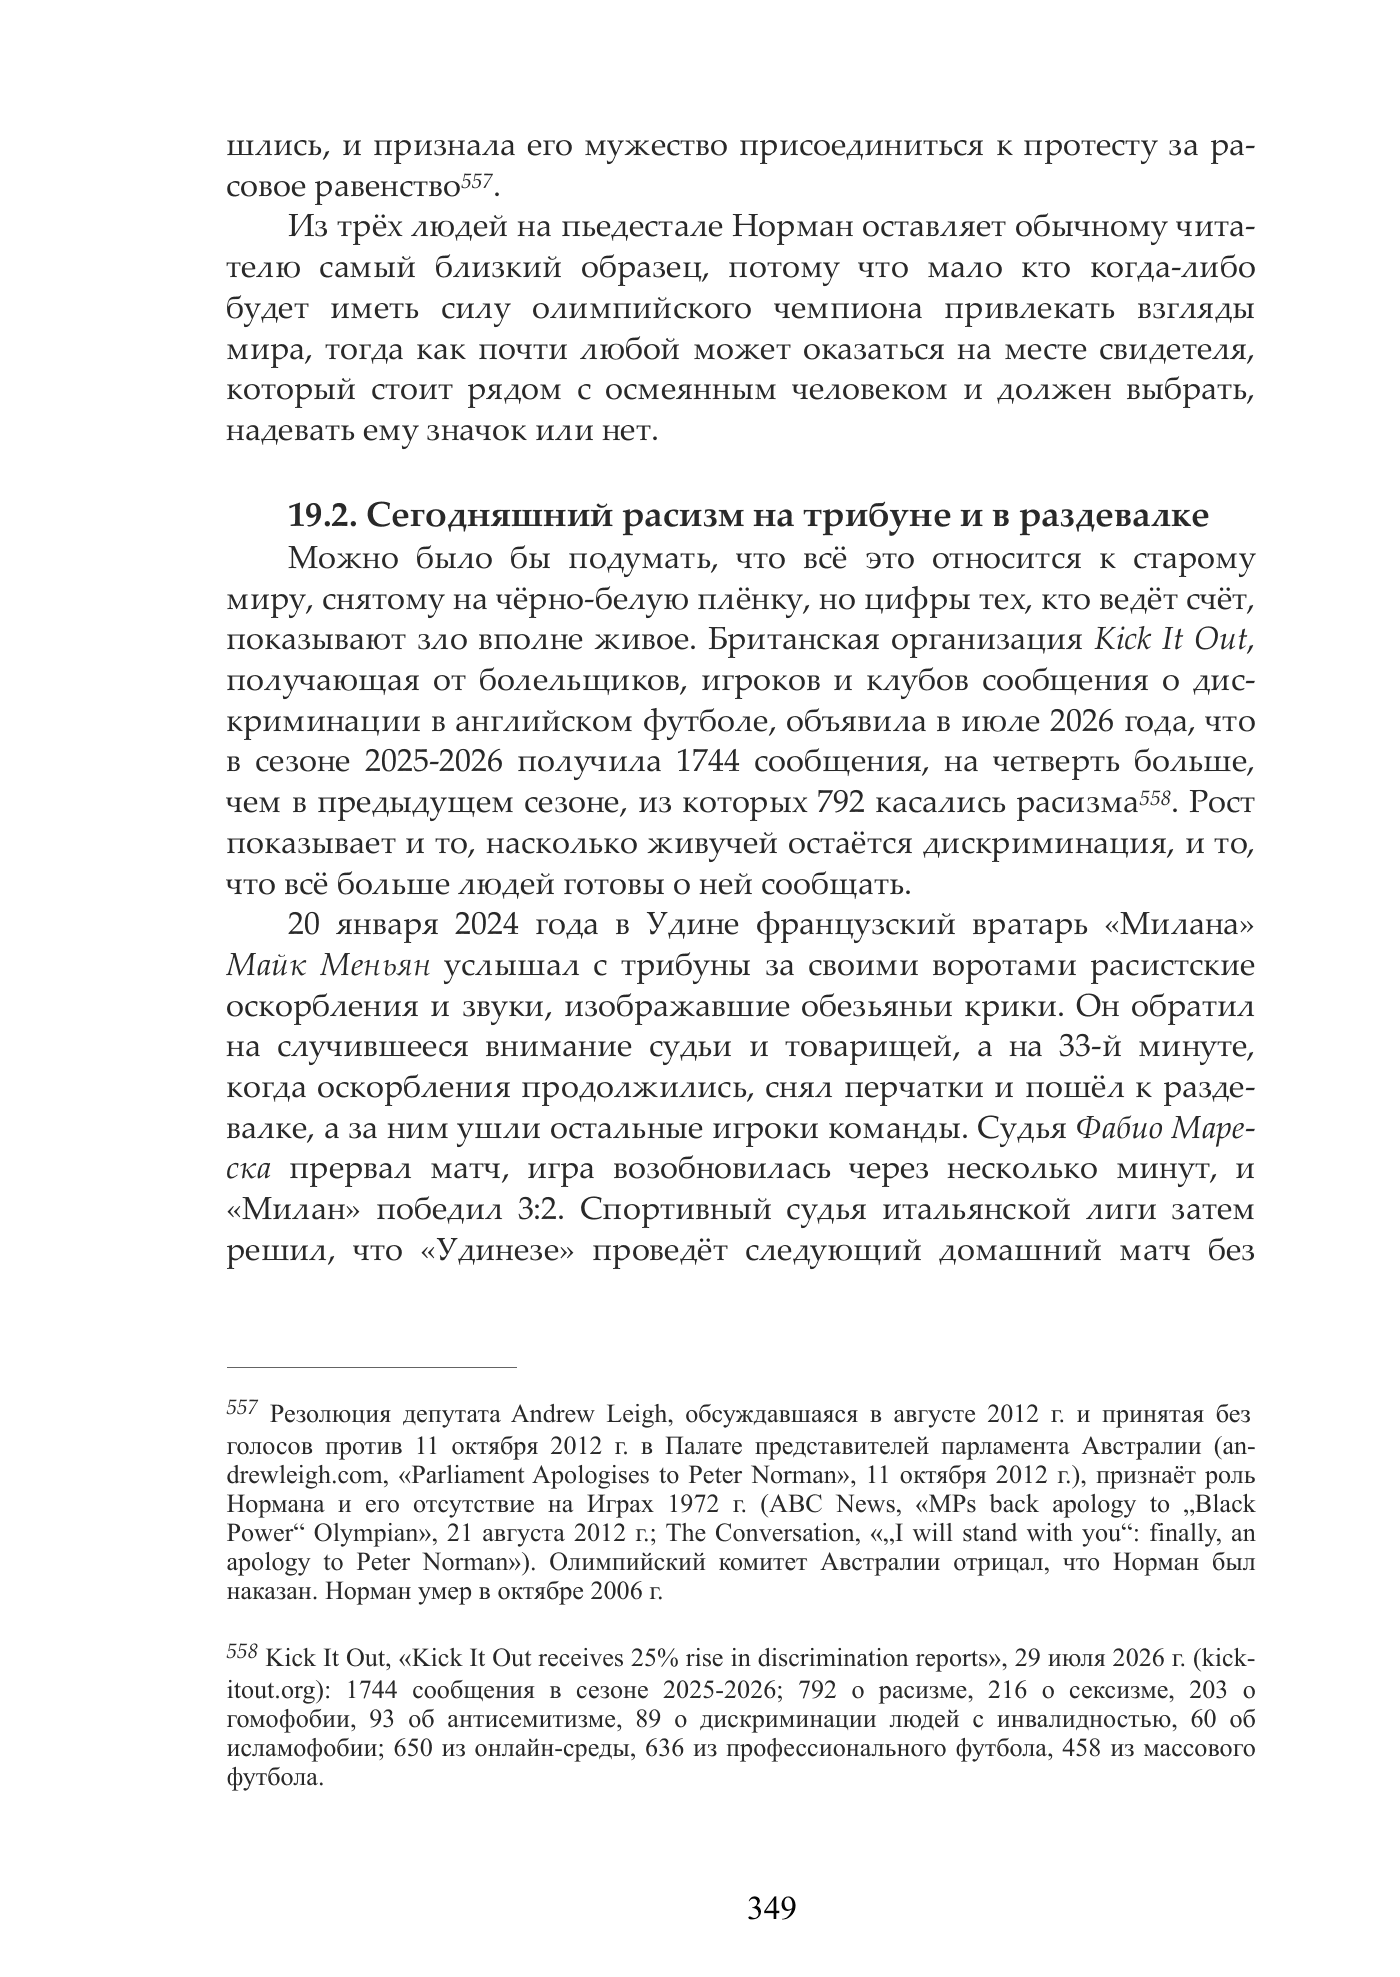 шлись, и признала его мужество присоединиться к протесту за ра-
совое равенство557.
Из трёх людей на пьедестале Норман оставляет обычному чита-
телю самый близкий образец, потому что мало кто когда-либо
будет иметь силу олимпийского чемпиона привлекать взгляды
мира, тогда как почти любой может оказаться на месте свидетеля,
который стоит рядом с осмеянным человеком и должен выбрать,
надевать ему значок или нет.
19.2. Сегодняшний расизм на трибуне и в раздевалке
Можно было бы подумать, что всё это относится к старому
миру, снятому на чёрно-белую плёнку, но цифры тех, кто ведёт счёт,
показывают зло вполне живое. Британская организация Kick It Out,
получающая от болельщиков, игроков и клубов сообщения о дис-
криминации в английском футболе, объявила в июле 2026 года, что
в сезоне 2025-2026 получила 1744 сообщения, на четверть больше,
чем в предыдущем сезоне, из которых 792 касались расизма558. Рост
показывает и то, насколько живучей остаётся дискриминация, и то,
что всё больше людей готовы о ней сообщать.
20 января 2024 года в Удине французский вратарь «Милана»
Майк Меньян услышал с трибуны за своими воротами расистские
оскорбления и звуки, изображавшие обезьяньи крики. Он обратил
на случившееся внимание судьи и товарищей, а на 33-й минуте,
когда оскорбления продолжились, снял перчатки и пошёл к разде-
валке, а за ним ушли остальные игроки команды. Судья Фабио Маре-
ска прервал матч, игра возобновилась через несколько минут, и
«Милан» победил 3:2. Спортивный судья итальянской лиги затем
решил, что «Удинезе» проведёт следующий домашний матч без
557 Резолюция депутата Andrew Leigh, обсуждавшаяся в августе 2012 г. и принятая без
голосов против 11 октября 2012 г. в Палате представителей парламента Австралии (an-
drewleigh.com, «Parliament Apologises to Peter Norman», 11 октября 2012 г.), признаёт роль
Нормана и его отсутствие на Играх 1972 г. (ABC News, «MPs back apology to „Black
Power“ Olympian», 21 августа 2012 г.; The Conversation, «„I will stand with you“: finally, an
apology to Peter Norman»). Олимпийский комитет Австралии отрицал, что Норман был
наказан. Норман умер в октябре 2006 г.
558 Kick It Out, «Kick It Out receives 25% rise in discrimination reports», 29 июля 2026 г. (kick-
itout.org): 1744 сообщения в сезоне 2025-2026; 792 о расизме, 216 о сексизме, 203 о
гомофобии, 93 об антисемитизме, 89 о дискриминации людей с инвалидностью, 60 об
исламофобии; 650 из онлайн-среды, 636 из профессионального футбола, 458 из массового
футбола.
349